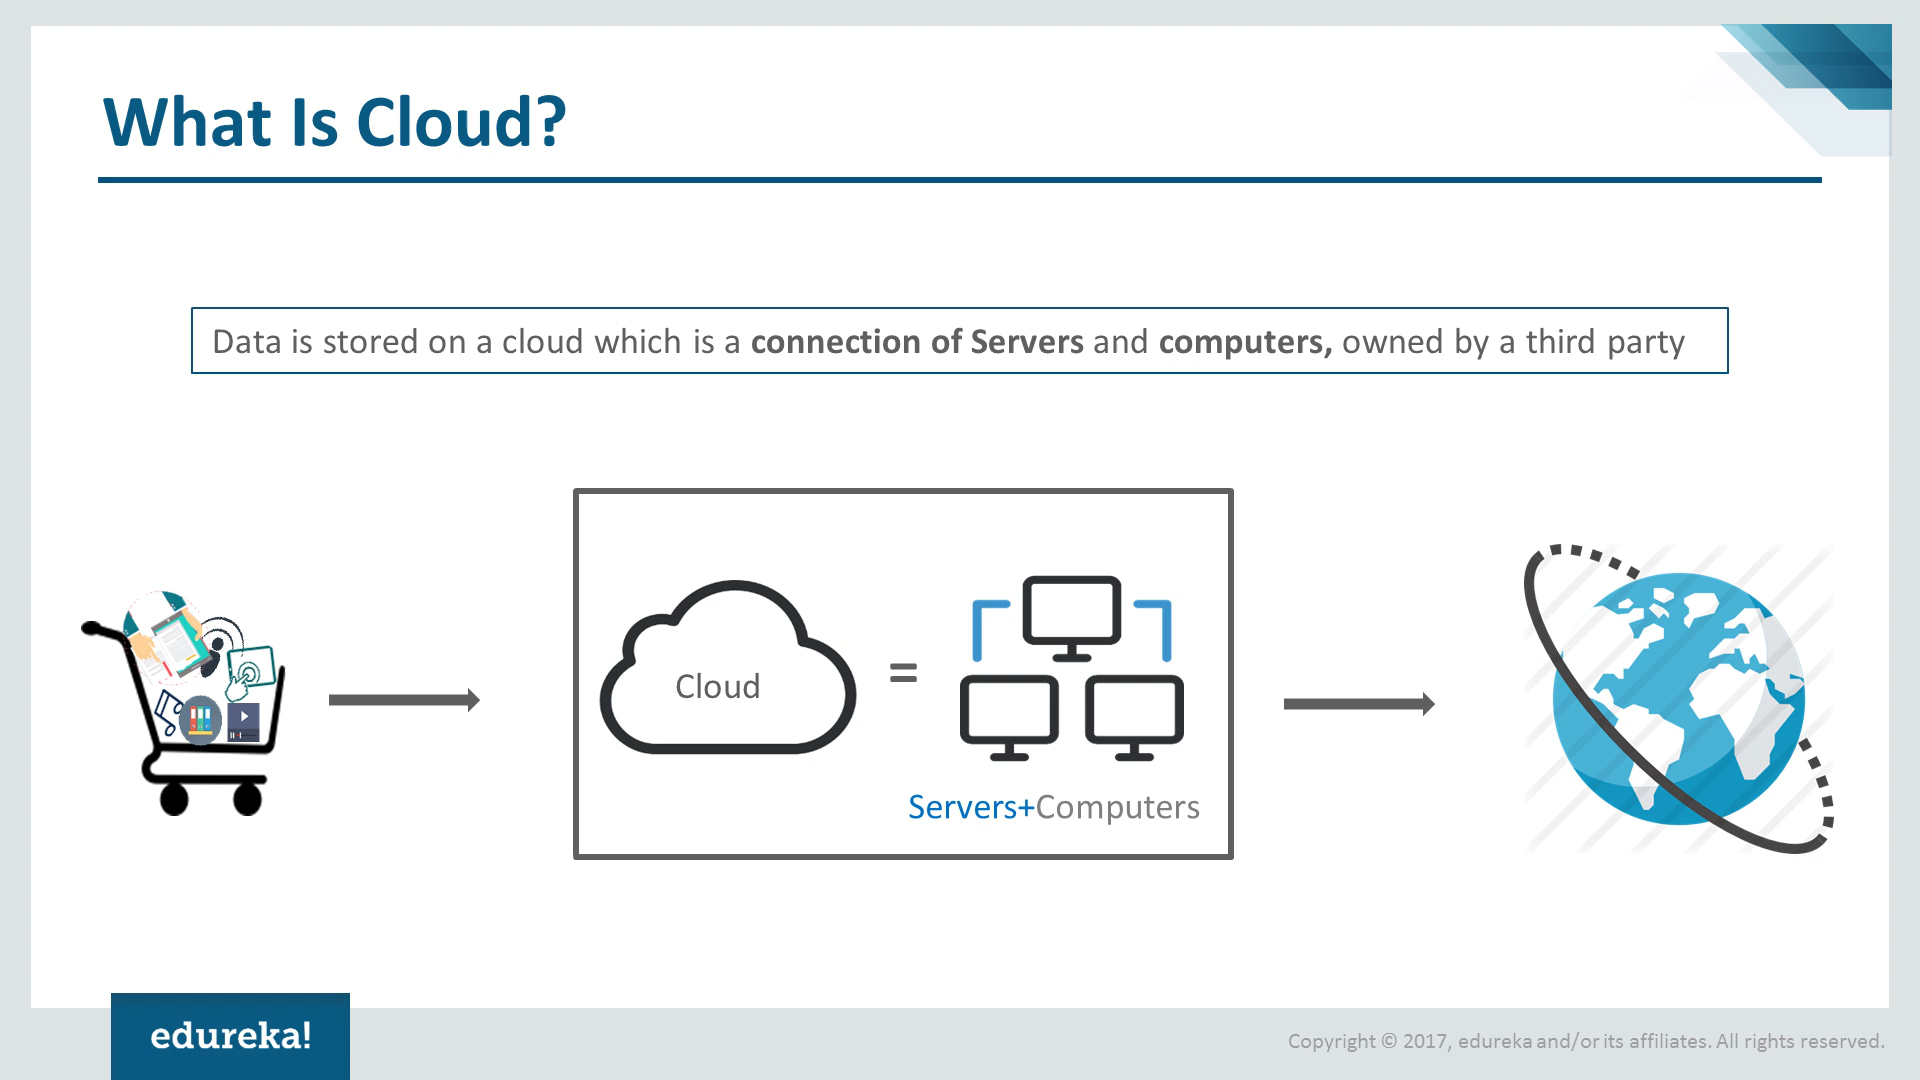 What Is Cloud?
Data is stored on a cloud which is a connection of Servers and computers, owned by a third party
Cloud
=
Servers+Computers
edureka!
Copyright © 2017, edureka and/or its affiliates. All rights reserved.